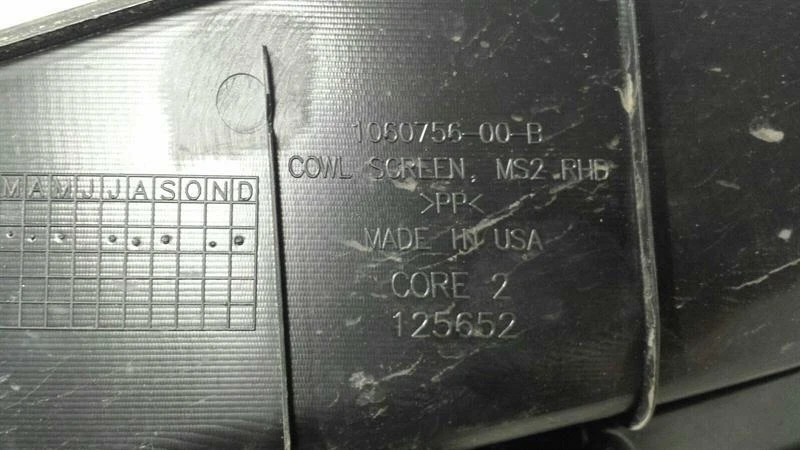 1060756-00-B
COWL SCREEN, MS2 RHD
>PP<
MADE IN USA
CORE 2
125652
M A M J J A S O N D